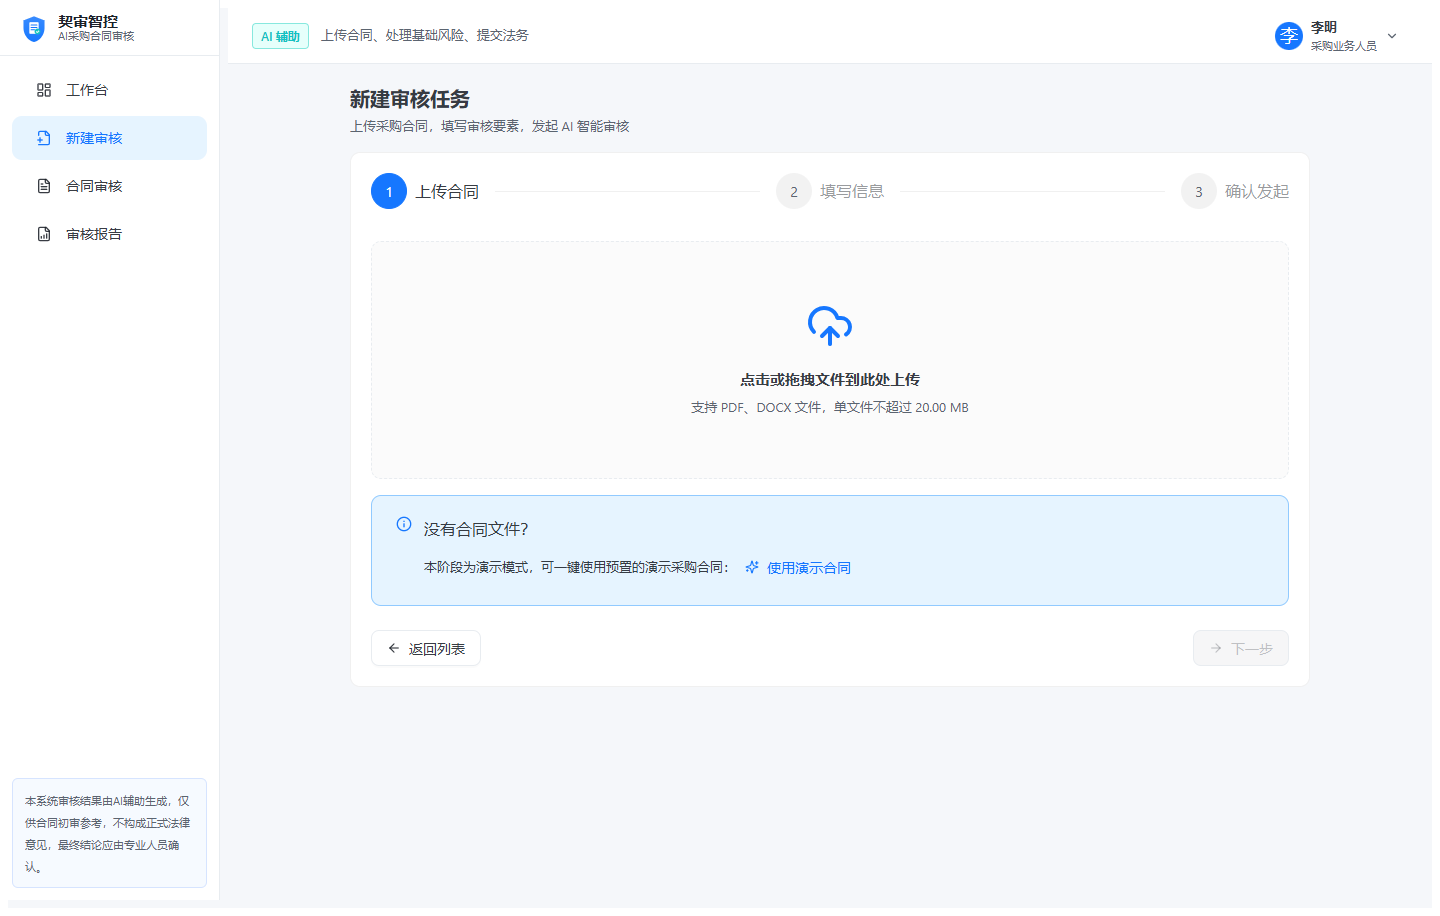 契审智控
AI采购合同审核
工作台
新建审核
合同审核
审核报告
本系统审核结果由AI辅助生成，仅
供合同初审参考，不构成正式法律
意见，最终结论应由专业人员确
认。
AI 辅助
上传合同、处理基础风险、提交法务
李
李明
采购业务人员
新建审核任务
上传采购合同，填写审核要素，发起 AI 智能审核
1
上传合同
2
填写信息
3
确认发起
点击或拖拽文件到此处上传
支持 PDF、DOCX 文件，单文件不超过 20.00 MB
没有合同文件？
本阶段为演示模式，可一键使用预置的演示采购合同：
使用演示合同
返回列表
下一步